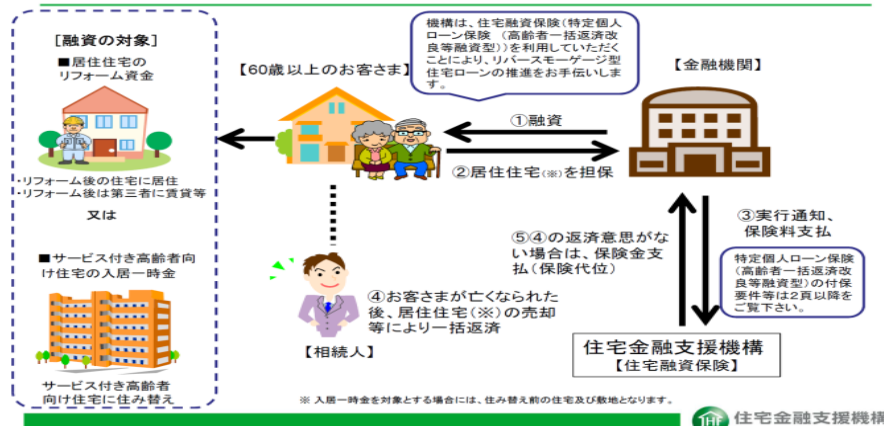 【融資の対象】
■居住住宅の
リフォーム資金
・リフォーム後の住宅に居住
・リフォーム後は第三者に賃貸等
又は
■サービス付き高齢者向
け住宅の入居一時金
サービス付き高齢者
向け住宅に住み替え
【60歳以上のお客さま】
機構は、住宅融資保険(特定個人
ローン保険 (高齢者一括返済改
良等融資型))を利用していただく
ことにより、リバースモーゲージ型
住宅ローンの推進をお手伝いしま
す。
【金融機関】
①融資
②居住住宅(※)を担保
③実行通知、
保険料支払
特定個人ローン保険
(高齢者一括返済改
良等融資型)の付保
要件等は2頁以降を
ご覧下さい。
⑤④の返済意思がな
い場合は、保険金支
払(保険代位)
④お客さまが亡くなられた
後、居住住宅(※)の売却
等により一括返済
【相続人】
住宅金融支援機構
【住宅融資保険】
※ 入居一時金を対象とする場合には、住み替え前の住宅及び敷地となります。
JHF 住宅金融支援機構